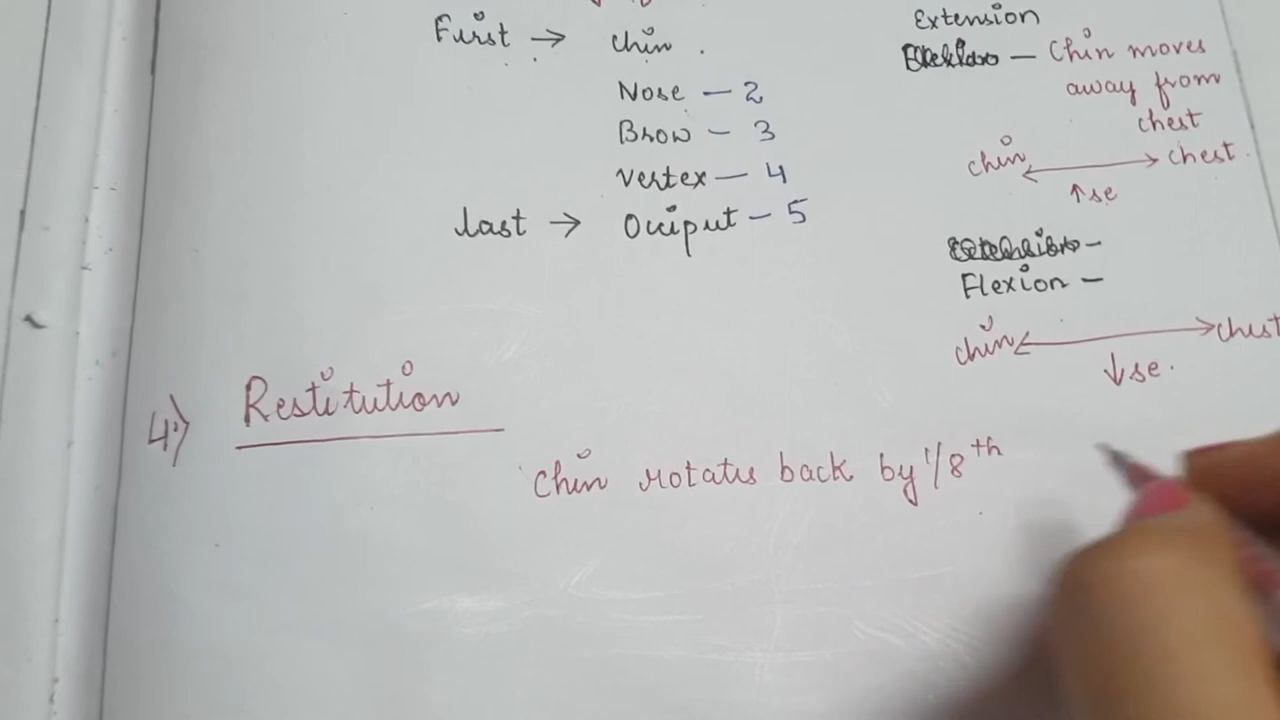 First → chin .
Nose — 2
Brow — 3
Vertex — 4
last → Occiput — 5
Extension
— Chin moves
away from
chest
chin ↔ chest.
↑se
Flexion —
chin ↔ chest
↓se.
4) Restitution
Chin rotates back by 1/8th